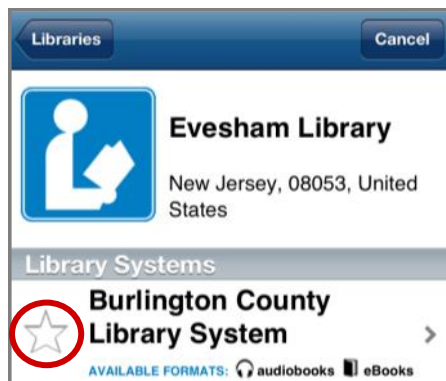 Libraries
Cancel
Evesham Library
New Jersey, 08053, United
States
Library Systems
Burlington County
Library System
AVAILABLE FORMATS: audiobooks eBooks